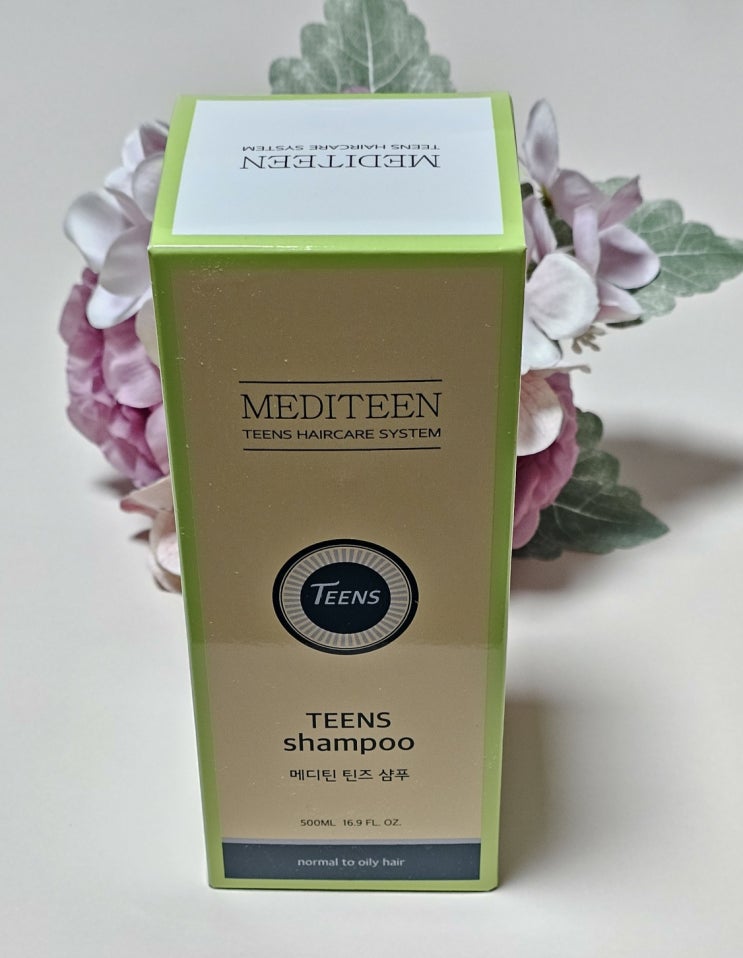 MEDITEEN
TEENS HAIRCARE SYSTEM
MEDITEEN
TEENS HAIRCARE SYSTEM
TEENS
TEENS
shampoo
메디틴 틴즈 샴푸
500ML 16.9 FL. OZ.
normal to oily hair